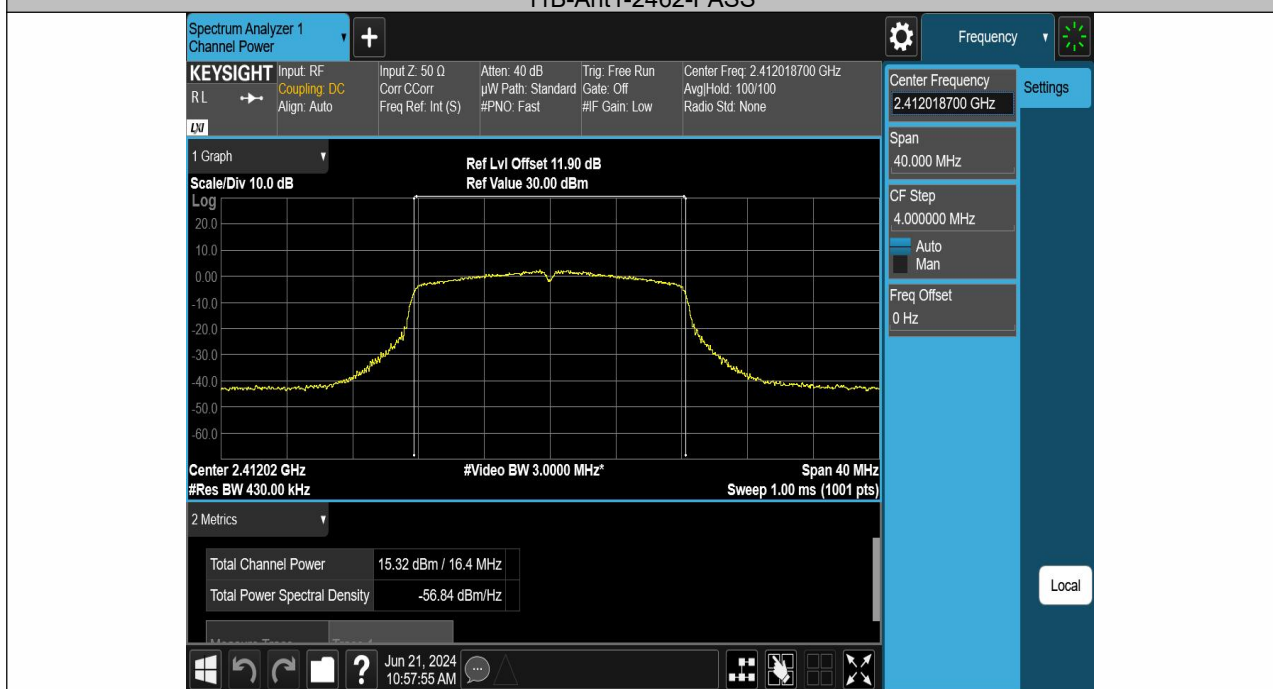 11B-Ant1-2462-PASS
Spectrum Analyzer 1
Channel Power
Frequency
KEYSIGHT
RL
LXI
Input: RF
Coupling: DC
Align: Auto
Input Z: 50 Ω
Corr CCorr
Freq Ref: Int (S)
Atten: 40 dB
µW Path: Standard
#PNO: Fast
Trig: Free Run
Gate: Off
#IF Gain: Low
Center Freq: 2.412018700 GHz
Avg|Hold: 100/100
Radio Std: None
Center Frequency
2.412018700 GHz
Settings
Span
40.000 MHz
CF Step
4.000000 MHz
Auto
Man
Freq Offset
0 Hz
Local
1 Graph
Scale/Div 10.0 dB
Ref Lvl Offset 11.90 dB
Ref Value 30.00 dBm
Log
20.0
10.0
0.00
-10.0
-20.0
-30.0
-40.0
-50.0
-60.0
Center 2.41202 GHz
#Video BW 3.0000 MHz*
Span 40 MHz
#Res BW 430.00 kHz
Sweep 1.00 ms (1001 pts)
2 Metrics
Total Channel Power 15.32 dBm / 16.4 MHz
Total Power Spectral Density -56.84 dBm/Hz
?
Jun 21, 2024
10:57:55 AM